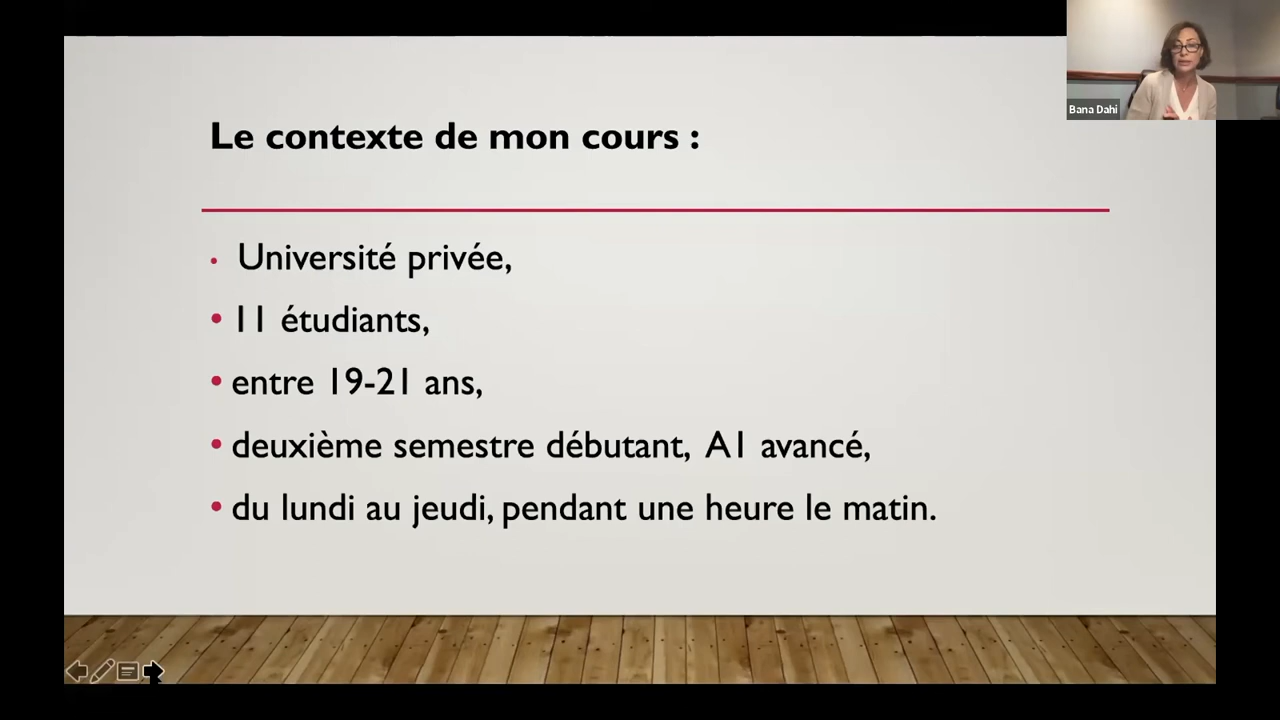 Bana Dahi
Le contexte de mon cours :
• Université privée,
• 11 étudiants,
• entre 19-21 ans,
• deuxième semestre débutant, A1 avancé,
• du lundi au jeudi, pendant une heure le matin.